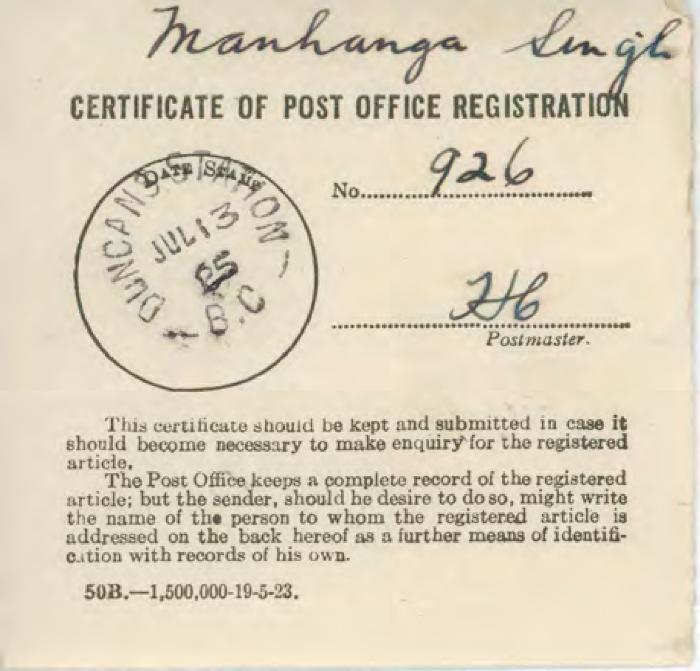 Manhanga Singh
CERTIFICATE OF POST OFFICE REGISTRATION
DATE STAMP
DUNCANS STATION
JUL 13
25
B.C
No. 926
HC
Postmaster.
This certificate should be kept and submitted in case it
should become necessary to make enquiry for the registered
article.
The Post Office keeps a complete record of the registered
article; but the sender, should he desire to do so, might write
the name of the person to whom the registered article is
addressed on the back hereof as a further means of identifi-
cation with records of his own.
50B.—1,500,000-19-5-23.